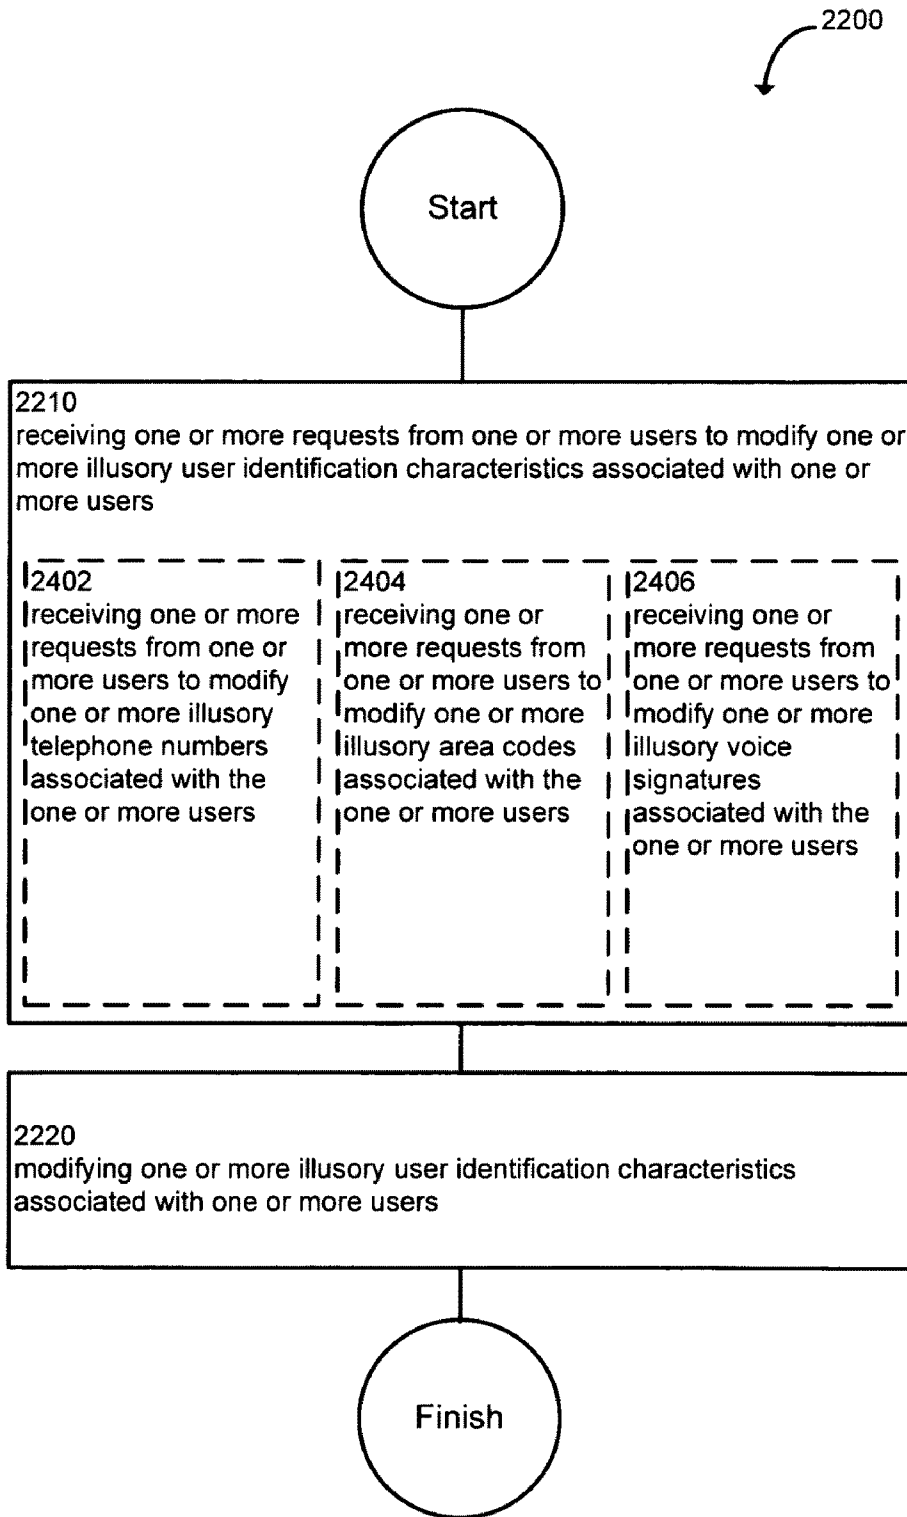 2200
Start
2210
receiving one or more requests from one or more users to modify one or
more illusory user identification characteristics associated with one or
more users
2402
receiving one or more
requests from one or
more users to modify
one or more illusory
telephone numbers
associated with the
one or more users
2404
receiving one or
more requests from
one or more users to
modify one or more
illusory area codes
associated with the
one or more users
2406
receiving one or
more requests from
one or more users to
modify one or more
illusory voice
signatures
associated with the
one or more users
2220
modifying one or more illusory user identification characteristics
associated with one or more users
Finish